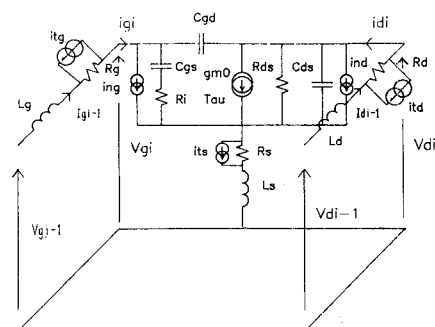 Cgd
itg igi idi
Rg Cgs gm0 Rds Cds ind Rd
Lg Igi-1 ing Ri Tau Ld Idi-1 itd
Vgi its Rs Vdi
Ls
Vgi-1 Vdi-1